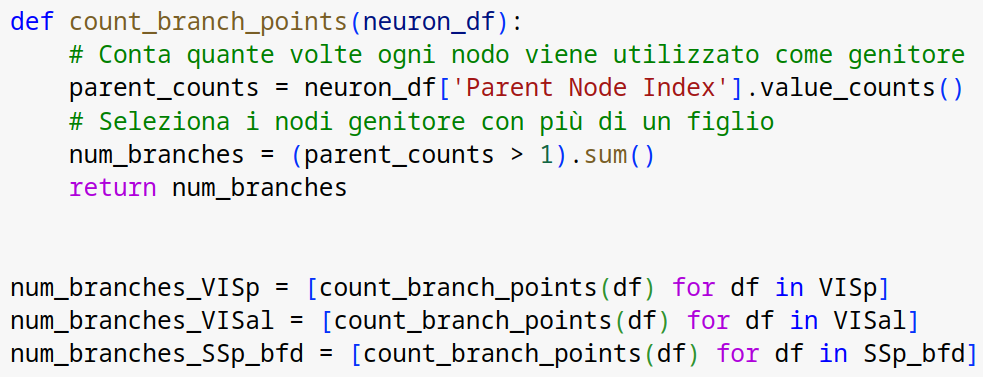 def count_branch_points(neuron_df):
    # Conta quante volte ogni nodo viene utilizzato come genitore
    parent_counts = neuron_df['Parent Node Index'].value_counts()
    # Seleziona i nodi genitore con più di un figlio
    num_branches = (parent_counts > 1).sum()
    return num_branches
num_branches_VISp = [count_branch_points(df) for df in VISp]
num_branches_VISal = [count_branch_points(df) for df in VISal]
num_branches_SSp_bfd = [count_branch_points(df) for df in SSp_bfd]